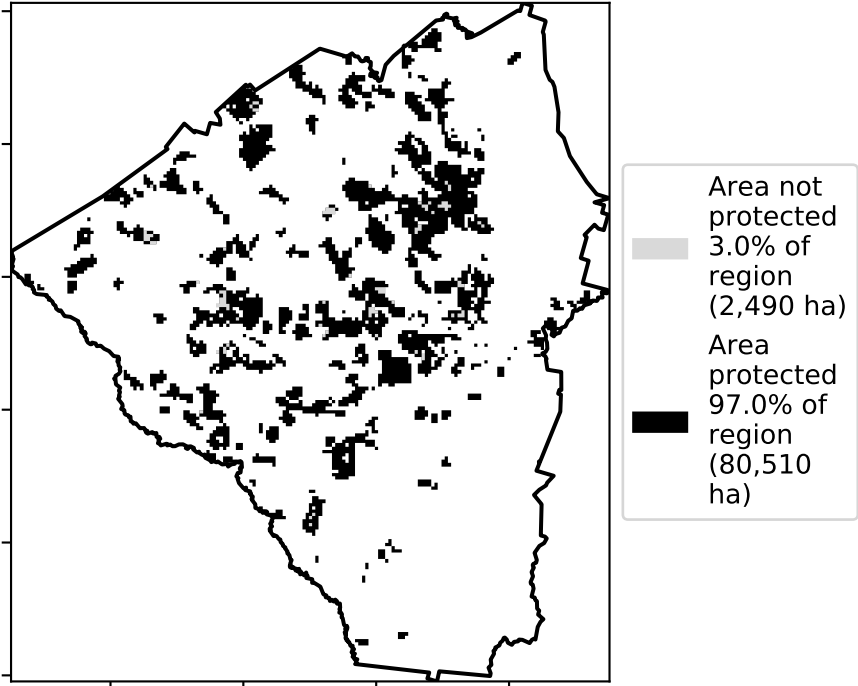 Area not
protected
3.0% of
region
(2,490 ha)
Area
protected
97.0% of
region
(80,510
ha)